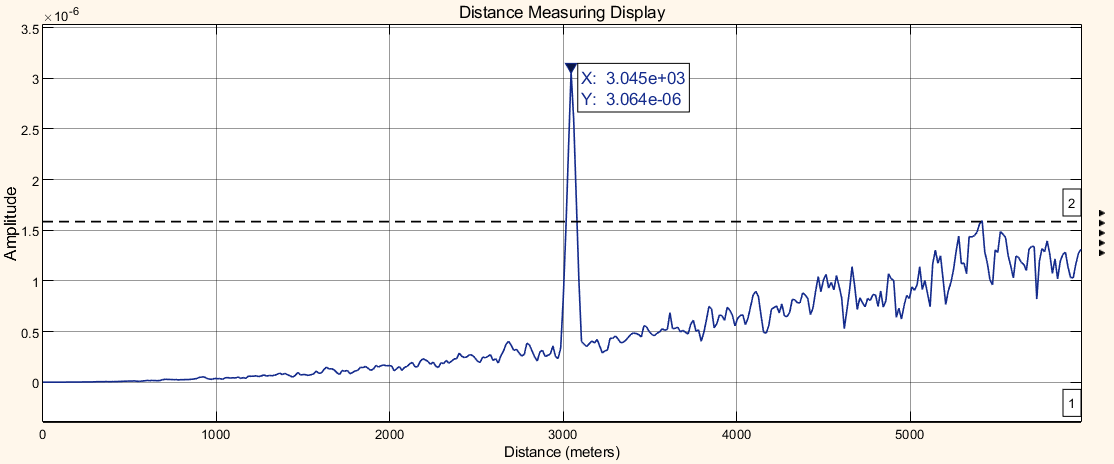 Distance Measuring Display
×10⁻⁶
3.5
3
2.5
2
1.5
1
0.5
0
Amplitude
X: 3.045e+03
Y: 3.064e-06
2
1
0 1000 2000 3000 4000 5000
Distance (meters)